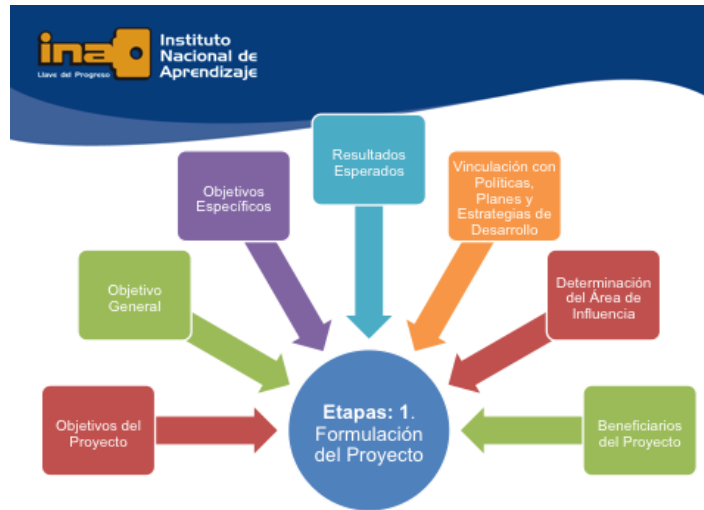 ina
Llave del Progreso
Instituto
Nacional de
Aprendizaje
Resultados
Esperados
Objetivos
Específicos
Vinculación con
Políticas,
Planes y
Estrategias de
Desarrollo
Objetivo
General
Determinación
del Área de
Influencia
Objetivos del
Proyecto
Etapas: 1.
Formulación
del Proyecto
Beneficiarios
del Proyecto